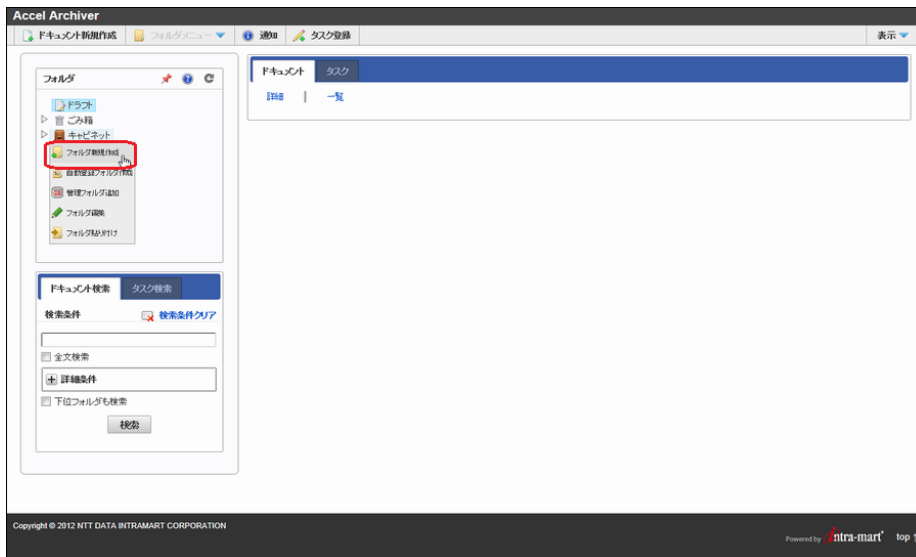 Accel Archiver
ドキュメント新規作成 フォルダメニュー 通知 タスク登録 表示
フォルダ
ドラフト
ごみ箱
キャビネット
フォルダ新規作成
自動登録フォルダ作成
管理フォルダ追加
フォルダ編集
フォルダ貼り付け
ドキュメント タスク
詳細 | 一覧
ドキュメント検索 タスク検索
検索条件 検索条件クリア
全文検索
詳細条件
下位フォルダも検索
検索
Copyright © 2012 NTT DATA INTRAMART CORPORATION
Powered by intra-mart top